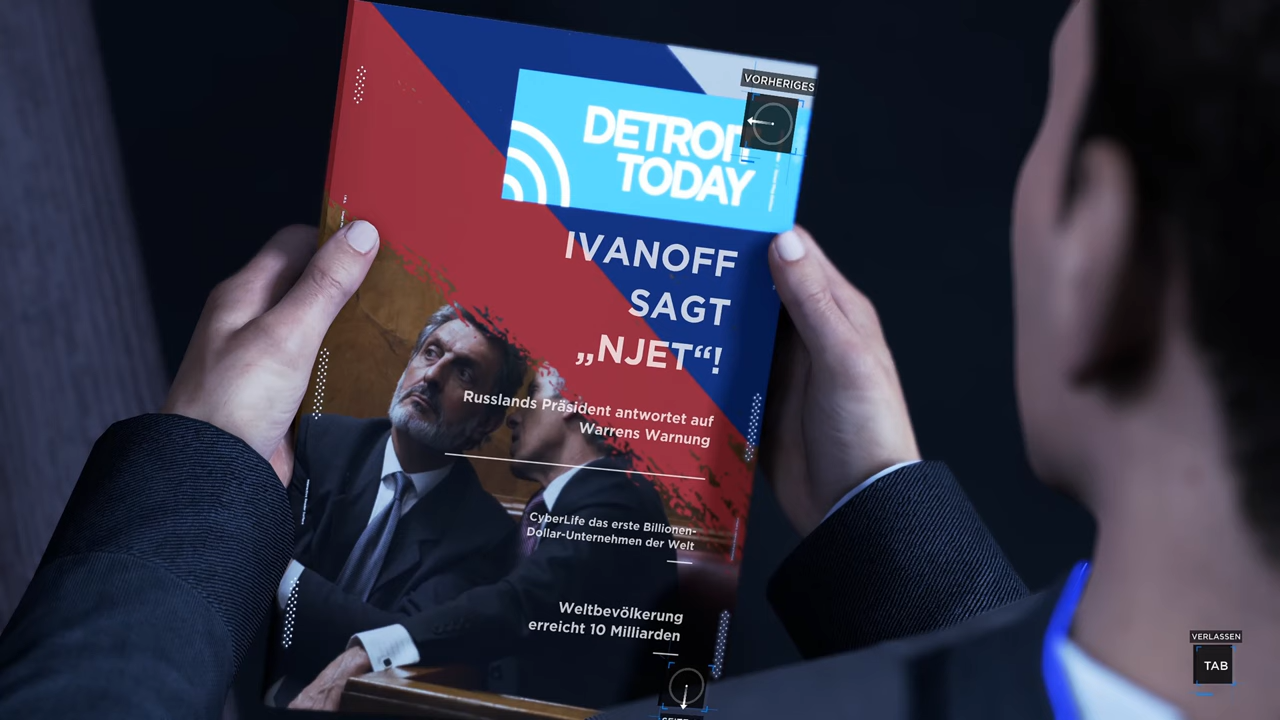 VORHERIGES
DETROIT
TODAY
IVANOFF
SAGT
„NJET“!
Russlands Präsident antwortet auf
Warrens Warnung
CyberLife das erste Billionen-
Dollar-Unternehmen der Welt
Weltbevölkerung
erreicht 10 Milliarden
VERLASSEN
TAB